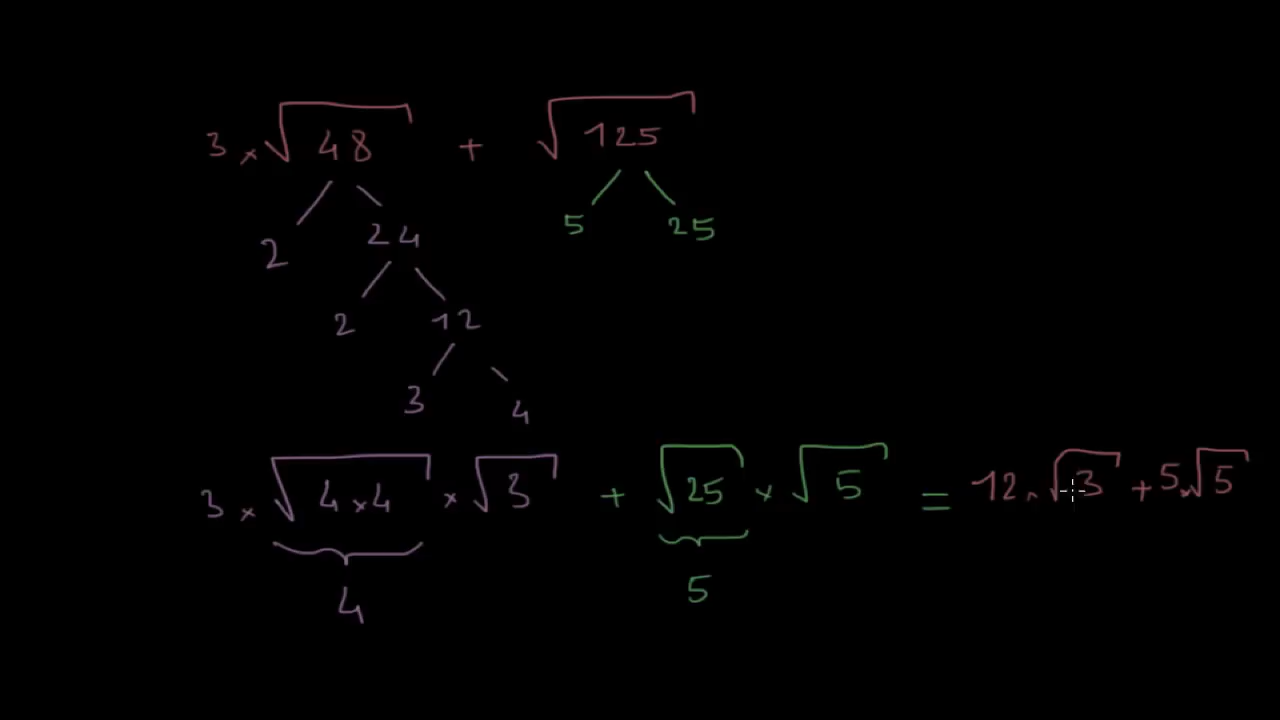 3 × √48 + √125
2 24 5 25
2 12
3 4
3 × √4×4 × √3 + √25 × √5 = 12 × √3 + 5 × √5
4 5